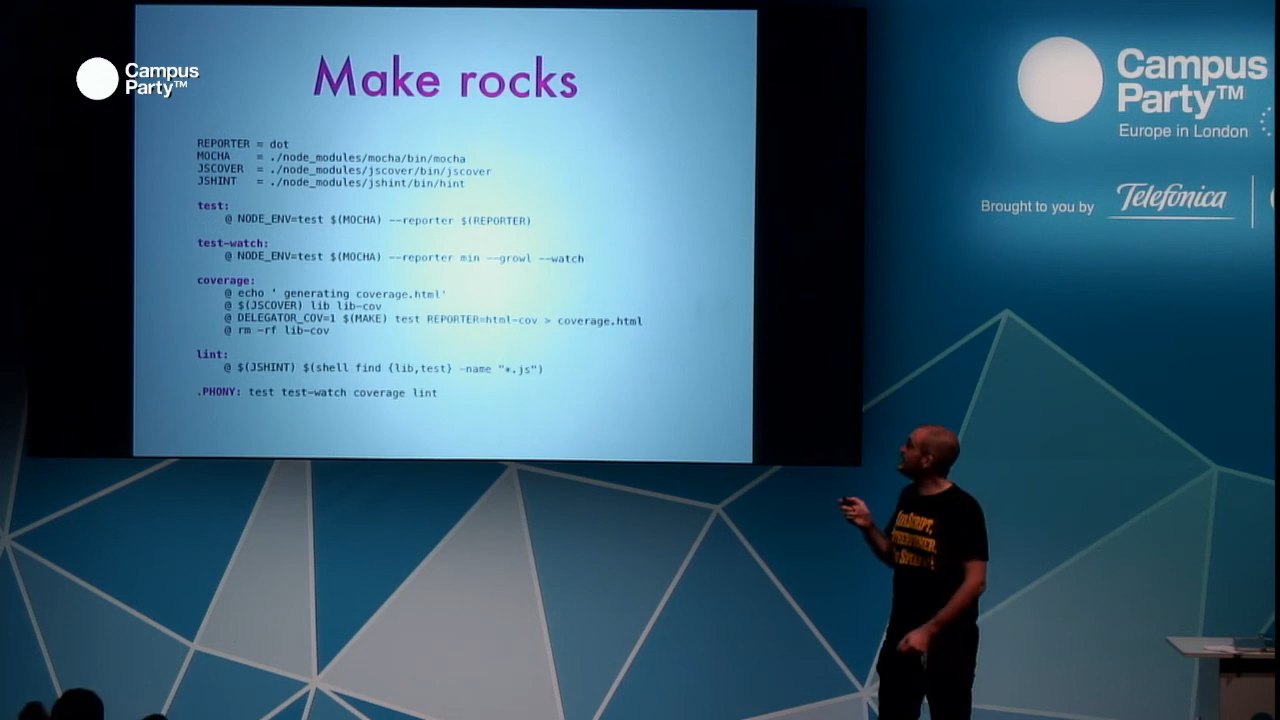 Campus
Party™
Make rocks
REPORTER = dot
MOCHA = ./node_modules/mocha/bin/mocha
JSCOVER = ./node_modules/jscover/bin/jscover
JSHINT = ./node_modules/jshint/bin/hint
test:
@ NODE_ENV=test $(MOCHA) --reporter $(REPORTER)
test-watch:
@ NODE_ENV=test $(MOCHA) --reporter min --growl --watch
coverage:
@ echo ' generating coverage.html'
@ $(JSCOVER) lib lib-cov
@ DELEGATOR_COV=1 $(MAKE) test REPORTER=html-cov > coverage.html
@ rm -rf lib-cov
lint:
@ $(JSHINT) $(shell find {lib,test} -name "*.js")
.PHONY: test test-watch coverage lint
Campus
Party™
Europe in London
Brought to you by
Telefonica